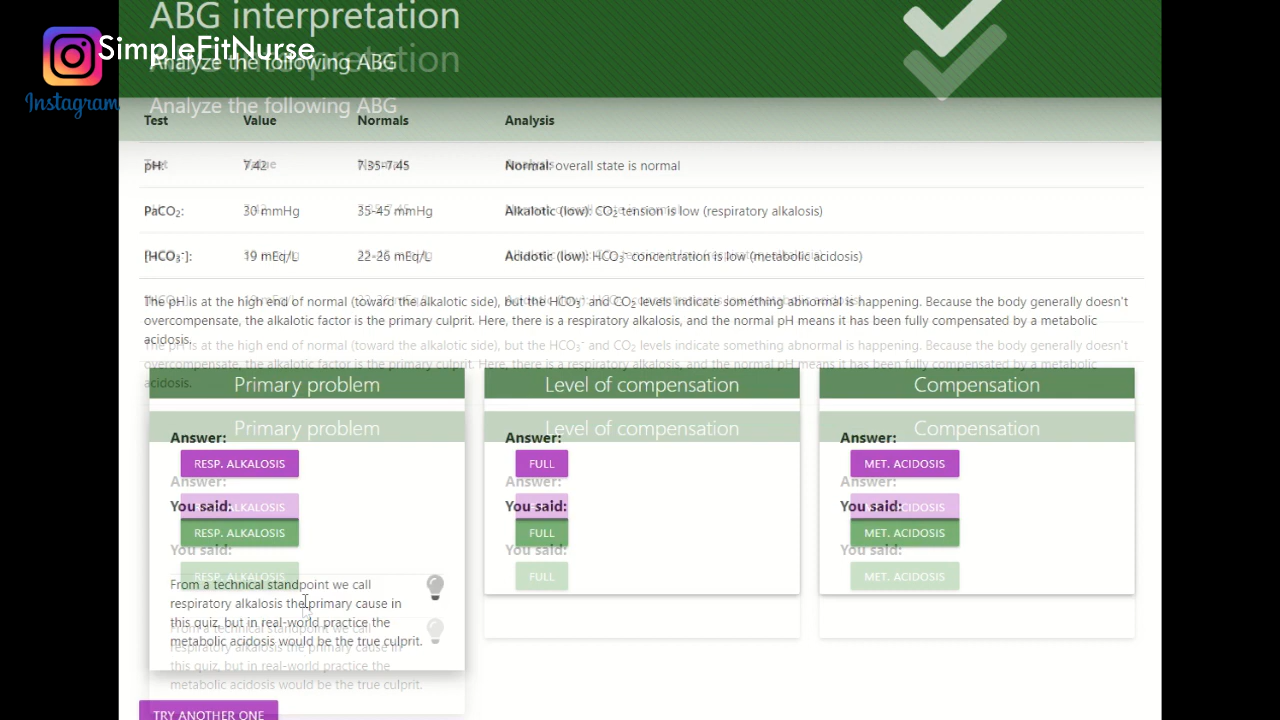 ABG interpretation
SimpleFitNurse
Instagram
Analyze the following ABG
Test Value Normals Analysis
pH: 7.42 7.35-7.45 Normal: overall state is normal
PaCO₂: 30 mmHg 35-45 mmHg Alkalotic (low): CO₂ tension is low (respiratory alkalosis)
[HCO₃⁻]: 19 mEq/L 22-26 mEq/L Acidotic (low): HCO₃⁻ concentration is low (metabolic acidosis)
The pH is at the high end of normal (toward the alkalotic side), but the HCO₃⁻ and CO₂ levels indicate something abnormal is happening. Because the body generally doesn't
overcompensate, the alkalotic factor is the primary culprit. Here, there is a respiratory alkalosis, and the normal pH means it has been fully compensated by a metabolic
acidosis.
Primary problem Level of compensation Compensation
Answer: Answer: Answer:
RESP. ALKALOSIS FULL MET. ACIDOSIS
You said: You said: You said:
RESP. ALKALOSIS FULL MET. ACIDOSIS
From a technical standpoint we call
respiratory alkalosis the primary cause in
this quiz, but in real-world practice the
metabolic acidosis would be the true culprit.
TRY ANOTHER ONE